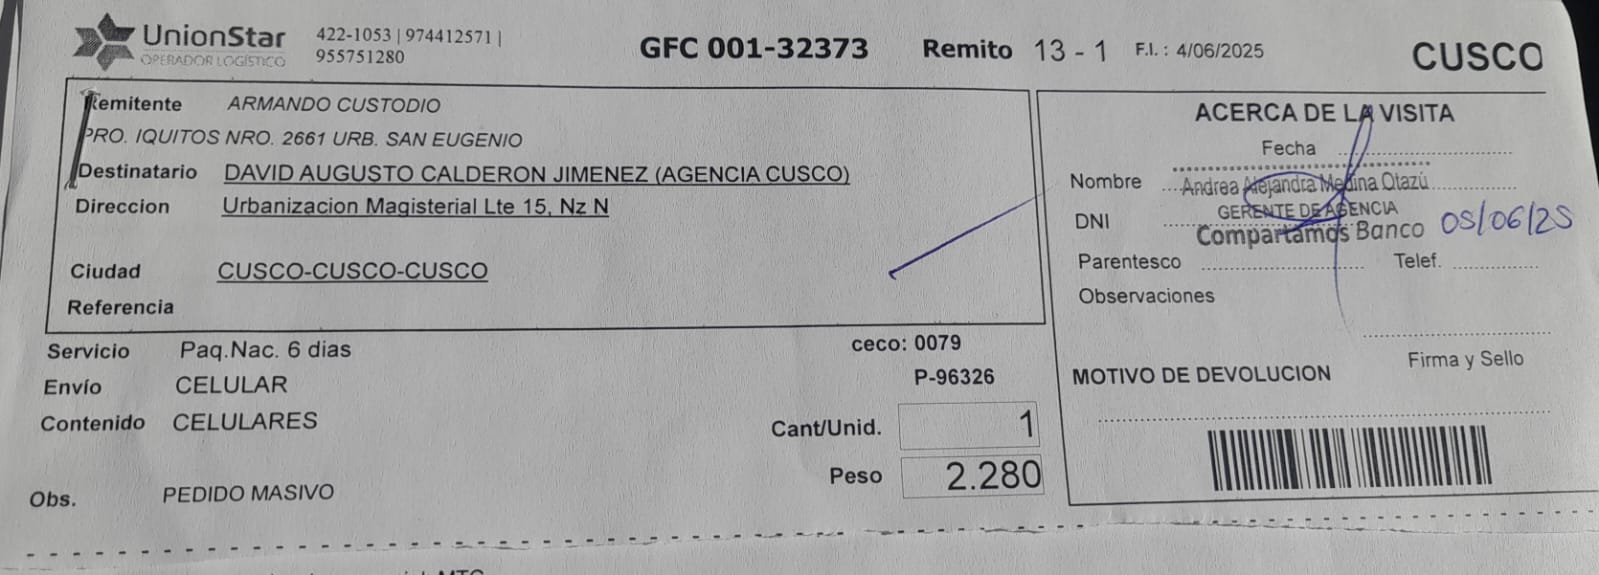 UnionStar
OPERADOR LOGÍSTICO
422-1053 | 974412571 |
955751280
GFC 001-32373
Remito 13 - 1
F.I. : 4/06/2025
CUSCO
Remitente ARMANDO CUSTODIO
PRO. IQUITOS NRO. 2661 URB. SAN EUGENIO
Destinatario DAVID AUGUSTO CALDERON JIMENEZ (AGENCIA CUSCO)
Direccion Urbanizacion Magisterial Lte 15, Nz N
Ciudad CUSCO-CUSCO-CUSCO
Referencia
ACERCA DE LA VISITA
Fecha
Nombre Andrea Alejandra Medina Otazú
GERENTE DE AGENCIA
DNI Compartamos Banco 05/06/25
Parentesco Telef.
Observaciones
Firma y Sello
MOTIVO DE DEVOLUCION
Servicio Paq.Nac. 6 dias
Envío CELULAR
Contenido CELULARES
Obs. PEDIDO MASIVO
ceco: 0079
P-96326
Cant/Unid. 1
Peso 2.280